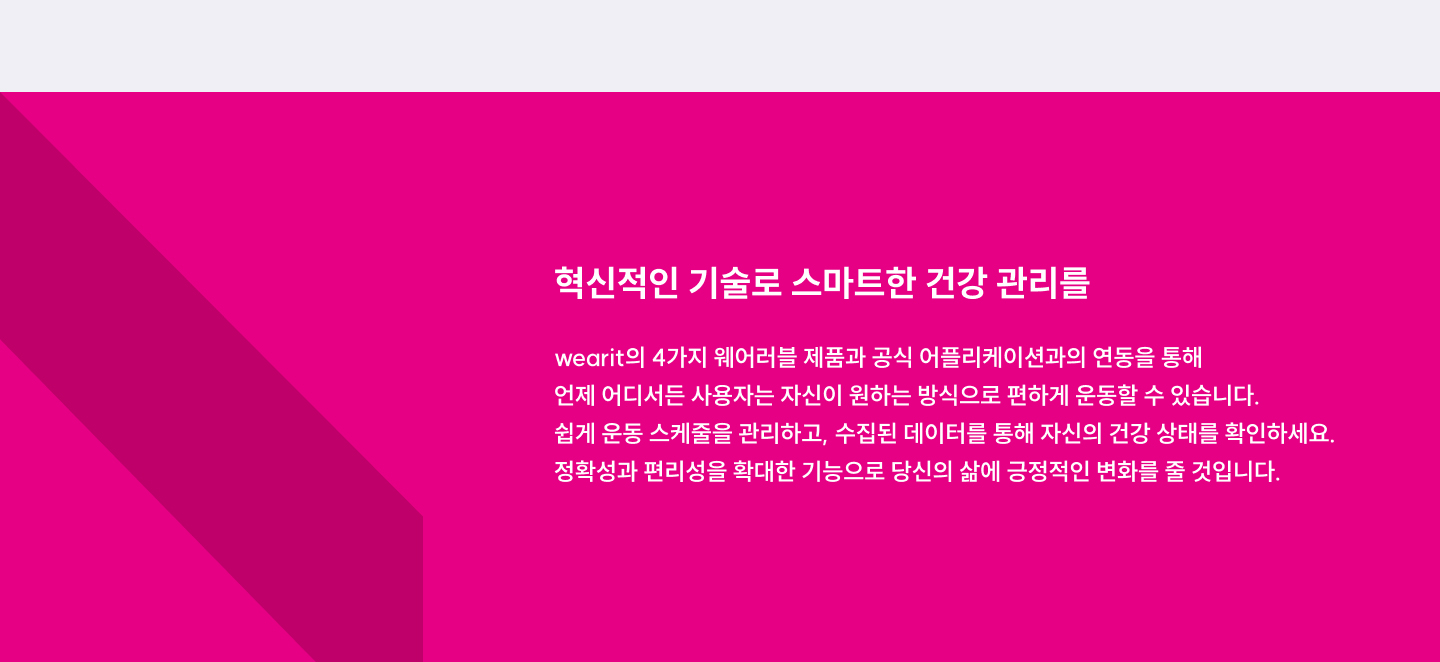 혁신적인 기술로 스마트한 건강 관리를
wearit의 4가지 웨어러블 제품과 공식 어플리케이션과의 연동을 통해
언제 어디서든 사용자는 자신이 원하는 방식으로 편하게 운동할 수 있습니다.
쉽게 운동 스케줄을 관리하고, 수집된 데이터를 통해 자신의 건강 상태를 확인하세요.
정확성과 편리성을 확대한 기능으로 당신의 삶에 긍정적인 변화를 줄 것입니다.